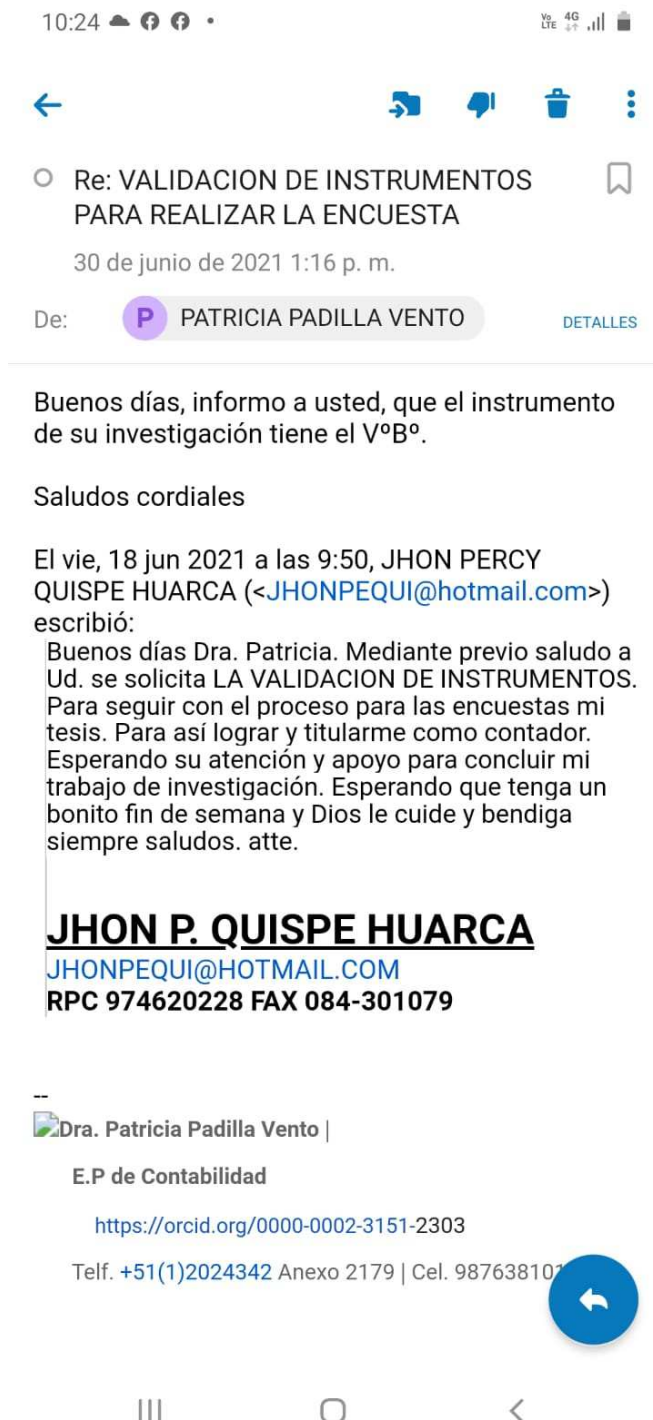 10:24
Vo LTE 4G
Re: VALIDACION DE INSTRUMENTOS
PARA REALIZAR LA ENCUESTA
30 de junio de 2021 1:16 p. m.
De: P PATRICIA PADILLA VENTO DETALLES
Buenos días, informo a usted, que el instrumento
de su investigación tiene el VºBº.
Saludos cordiales
El vie, 18 jun 2021 a las 9:50, JHON PERCY
QUISPE HUARCA (<JHONPEQUI@hotmail.com>)
escribió:
Buenos días Dra. Patricia. Mediante previo saludo a
Ud. se solicita LA VALIDACION DE INSTRUMENTOS.
Para seguir con el proceso para las encuestas mi
tesis. Para así lograr y titularme como contador.
Esperando su atención y apoyo para concluir mi
trabajo de investigación. Esperando que tenga un
bonito fin de semana y Dios le cuide y bendiga
siempre saludos. atte.
JHON P. QUISPE HUARCA
JHONPEQUI@HOTMAIL.COM
RPC 974620228 FAX 084-301079
--
Dra. Patricia Padilla Vento |
E.P de Contabilidad
https://orcid.org/0000-0002-3151-2303
Telf. +51(1)2024342 Anexo 2179 | Cel. 987638101